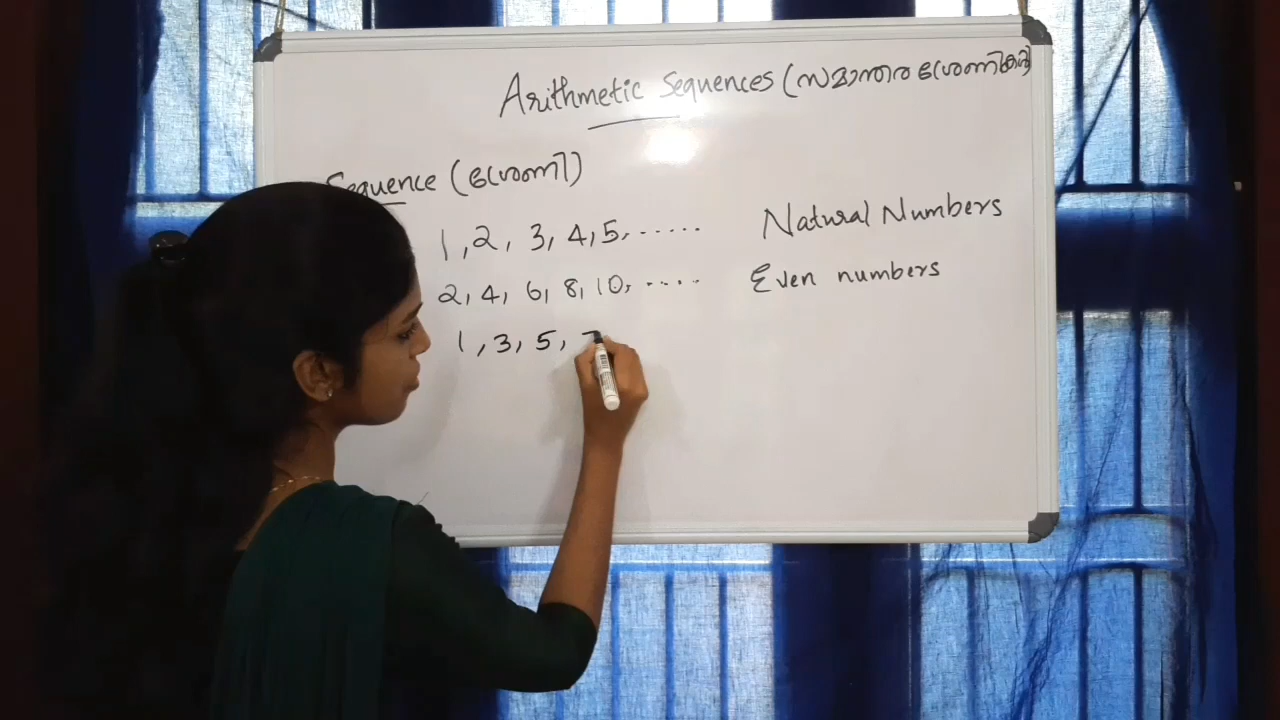 Arithmetic Sequences (സമാന്തര ശ്രേണികൾ)
Sequence (ശ്രേണി)
1, 2, 3, 4, 5, ..... Natural Numbers
2, 4, 6, 8, 10, ..... Even numbers
1, 3, 5, 7